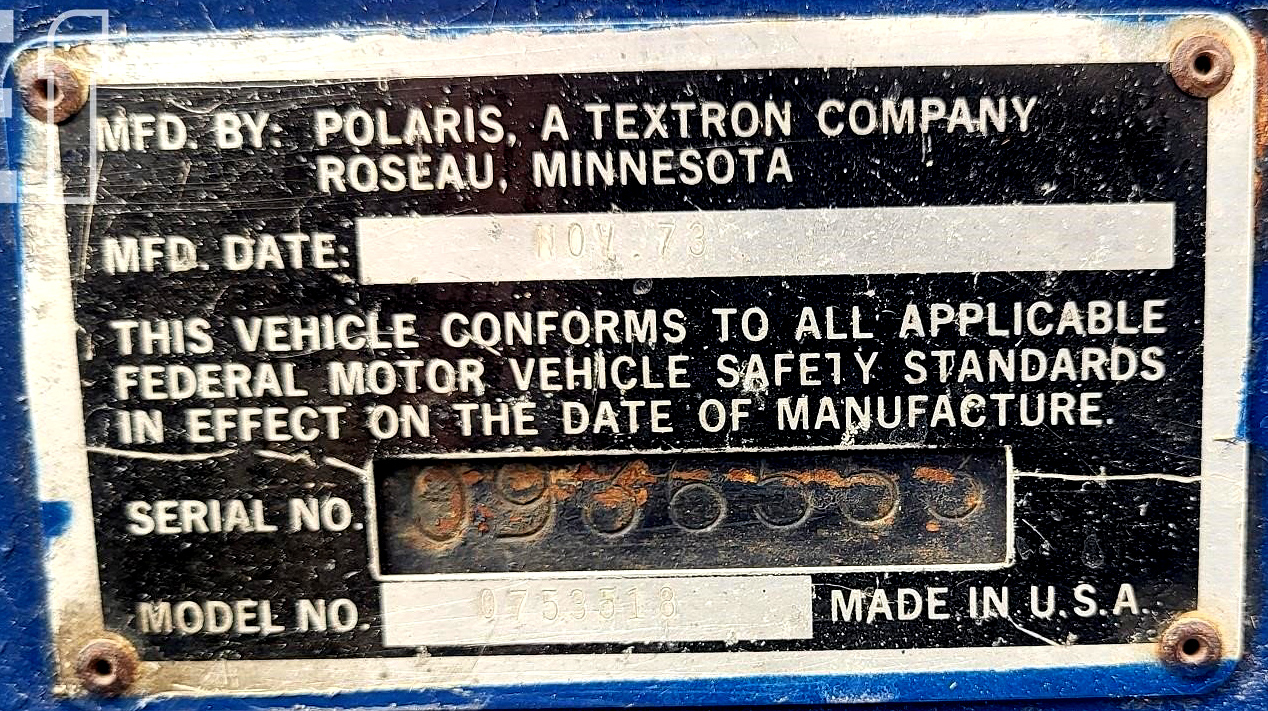 MFD. BY: POLARIS, A TEXTRON COMPANY
ROSEAU, MINNESOTA
MFD. DATE: NOV 73
THIS VEHICLE CONFORMS TO ALL APPLICABLE
FEDERAL MOTOR VEHICLE SAFETY STANDARDS
IN EFFECT ON THE DATE OF MANUFACTURE.
SERIAL NO.
MODEL NO. 0753518 MADE IN U.S.A.